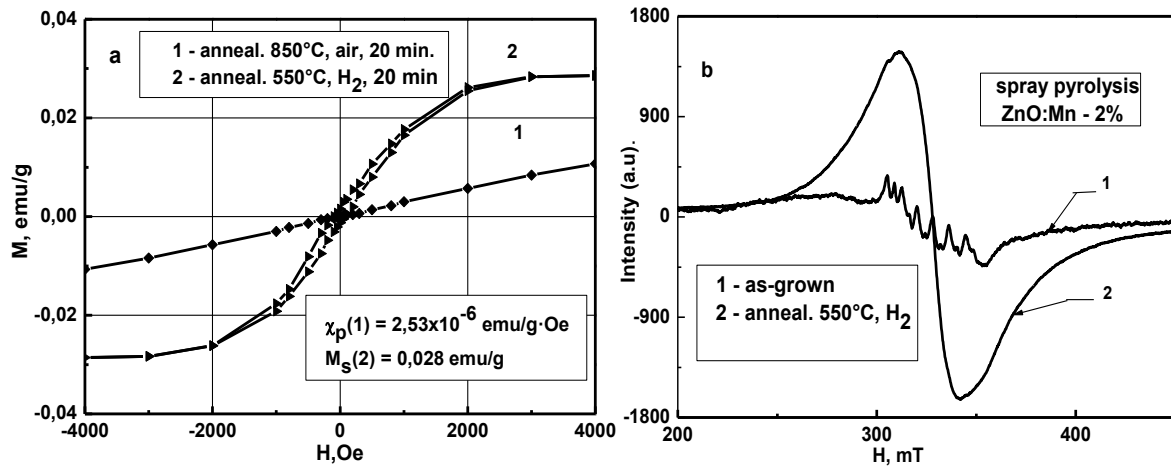 a
1 - anneal. 850°C, air, 20 min.
2 - anneal. 550°C, H2, 20 min
2
1
χp(1) = 2,53x10-6 emu/g·Oe
Ms(2) = 0,028 emu/g
0,04
0,02
0,00
-0,02
-0,04
M, emu/g
-4000 -2000 0 2000 4000
H,Oe
b
spray pyrolysis
ZnO:Mn - 2%
1
2
1 - as-grown
2 - anneal. 550°C, H2
1800
900
0
-900
-1800
Intensity (a.u).
200 300 400
H, mT